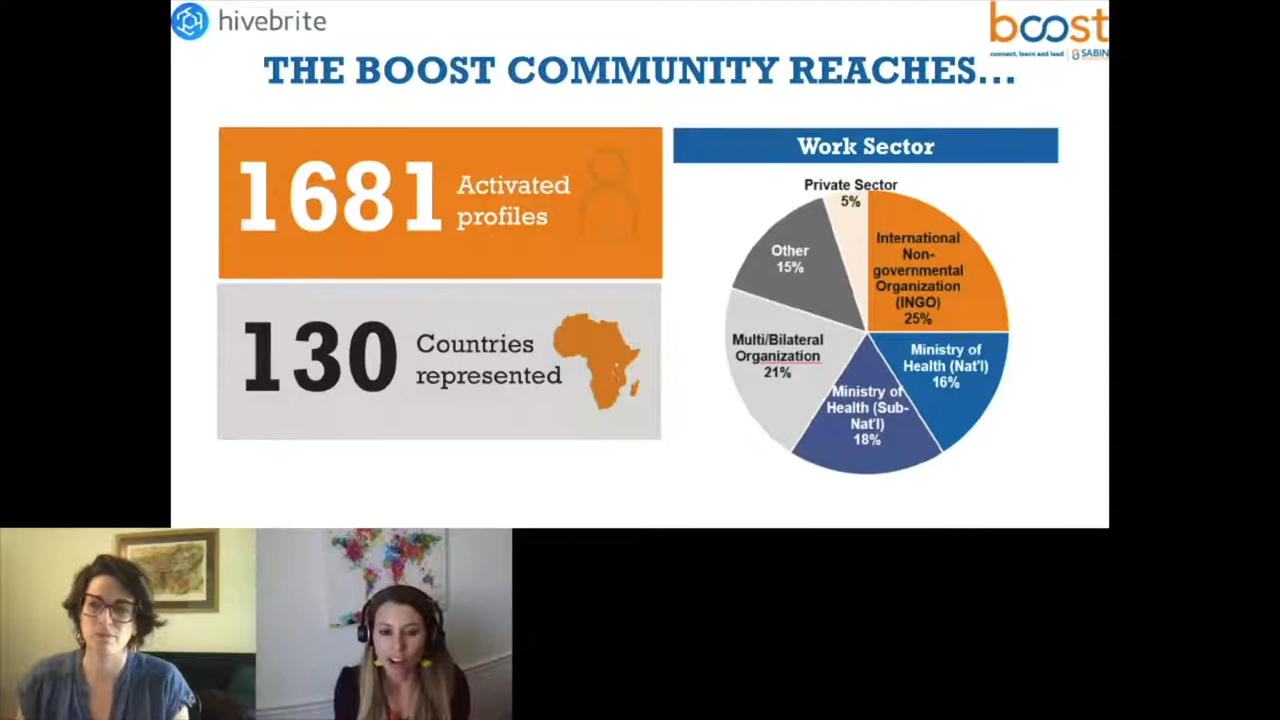 hivebrite
boost
connect, learn and lead | SABIN
THE BOOST COMMUNITY REACHES...
1681
Activated
profiles
130
Countries
represented
Work Sector
Private Sector
5%
International
Non-
governmental
Organization
(INGO)
25%
Ministry of
Health (Nat'l)
16%
Ministry of
Health (Sub-
Nat'l)
18%
Multi/Bilateral
Organization
21%
Other
15%